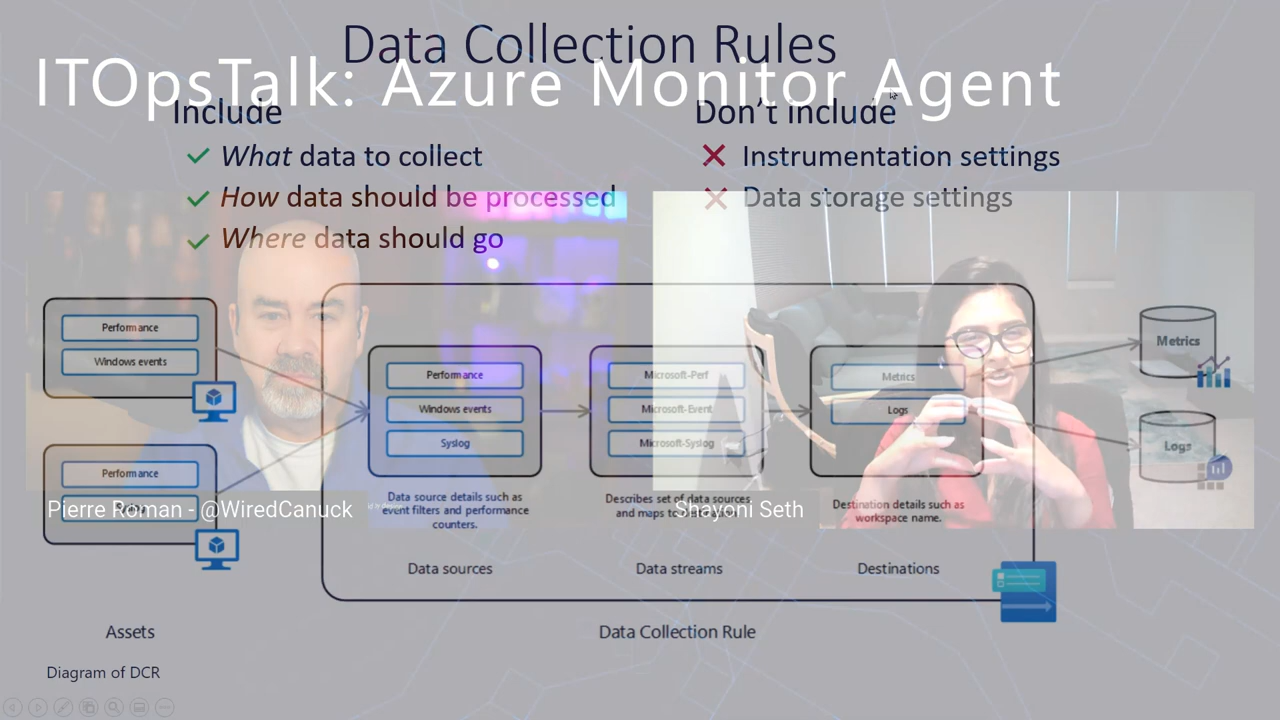 Data Collection Rules
ITOpsTalk: Azure Monitor Agent
Include
What data to collect
How data should be processed
Where data should go
Don't include
Instrumentation settings
Data storage settings
Performance
Windows events
Performance
Performance
Windows events
Syslog
Microsoft-Perf
Microsoft-Event
Microsoft-Syslog
Metrics
Logs
Metrics
Logs
Pierre Roman - @WiredCanuck
Shayoni Seth
Data source details such as
event filters and performance
counters.
Describes set of data sources
and maps to
Destination details such as
workspace name.
Data sources
Data streams
Destinations
Assets
Data Collection Rule
Diagram of DCR